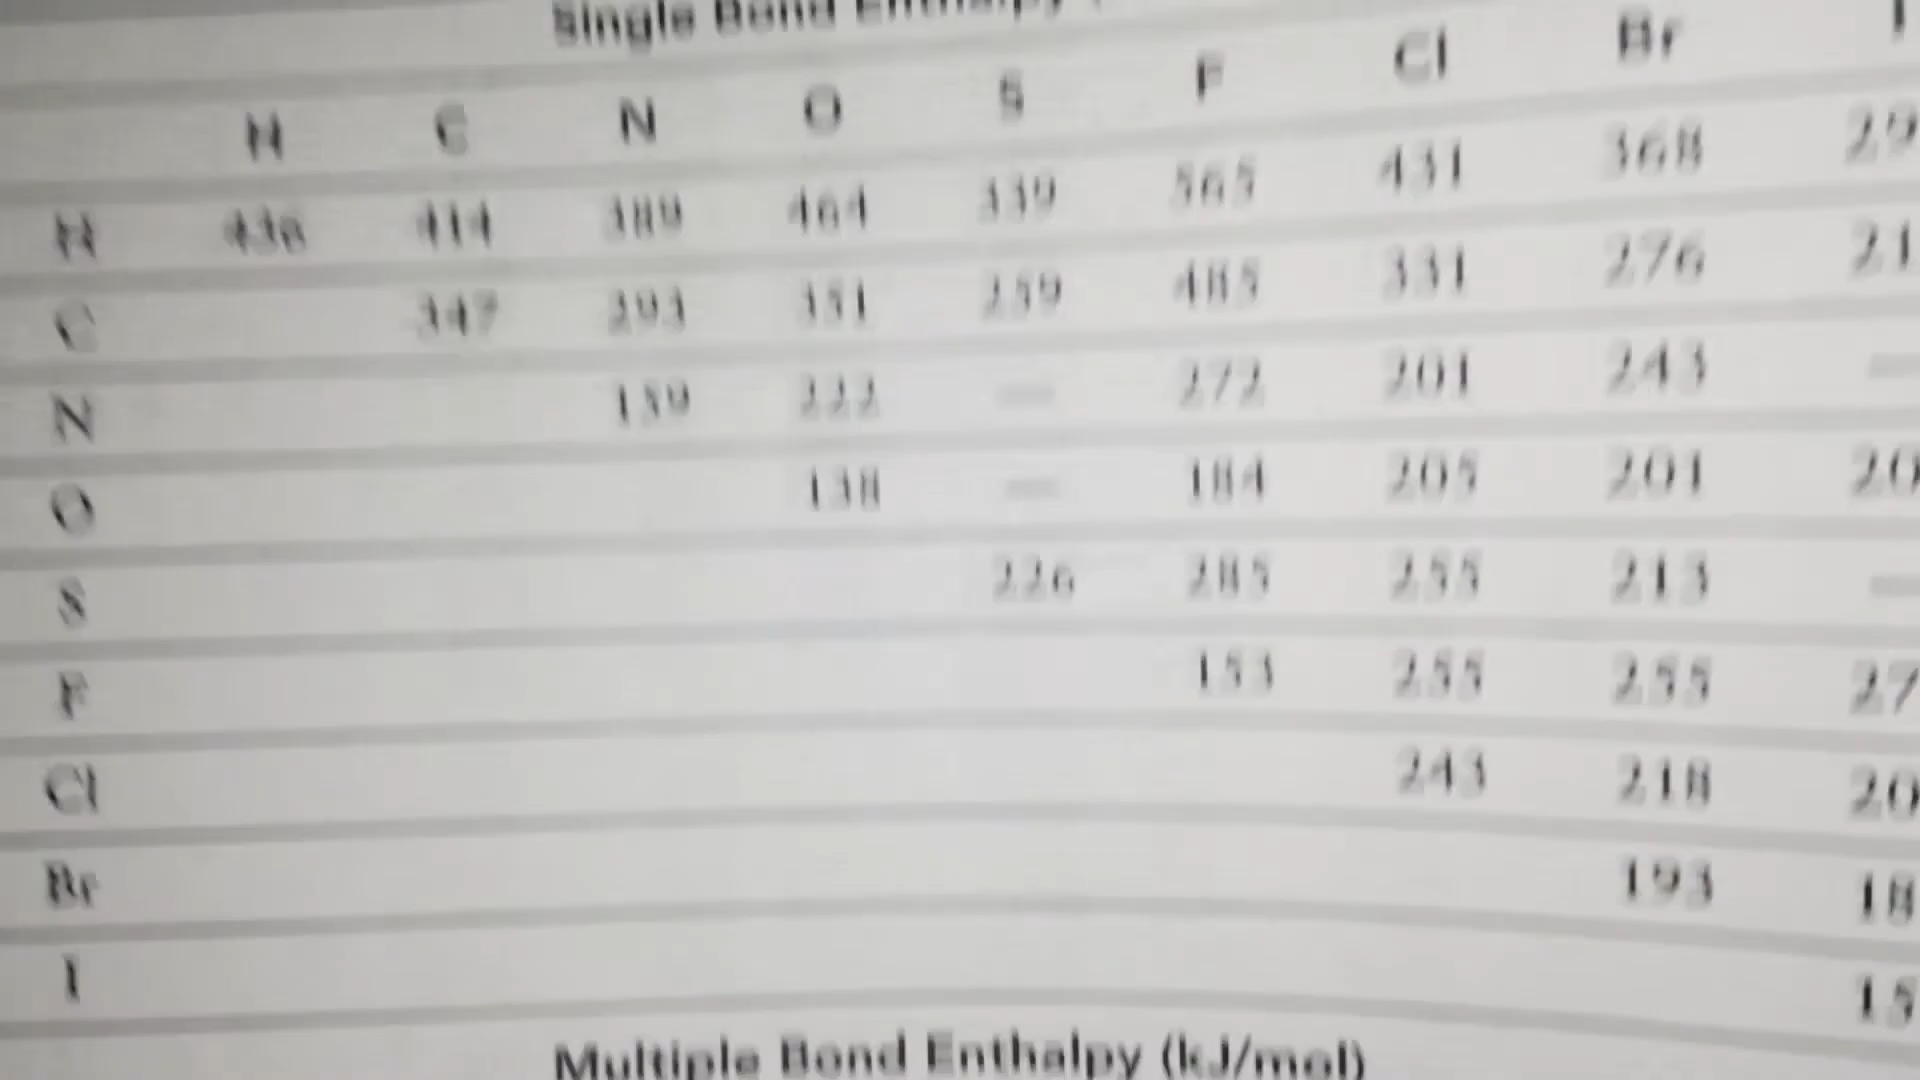 Single Bond Enthalpy
H C N O S F Cl Br I
H 436 414 389 464 339 565 431 368 29
C 347 293 351 259 485 331 276 21
N 159 222 — 272 201 243 —
O 138 — 184 205 201 20
S 226 285 255 213 —
F 153 255 255 27
Cl 243 218 20
Br 193 18
I 15
Multiple Bond Enthalpy (kJ/mol)